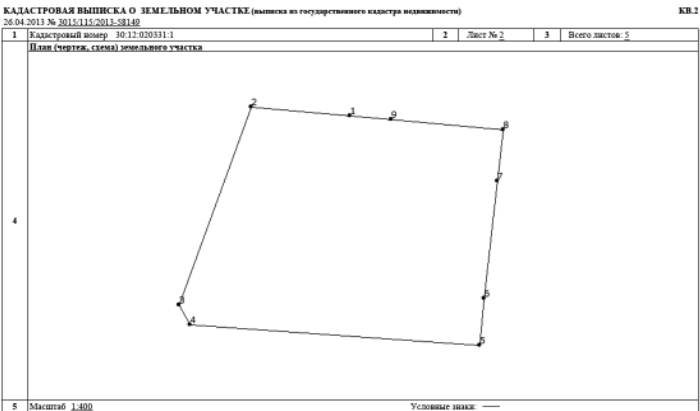 КАДАСТРОВАЯ ВЫПИСКА О ЗЕМЕЛЬНОМ УЧАСТКЕ (выписка из государственного кадастра недвижимости) КВ.2
26.04.2013 № 3015/115/2013-58149
1 Кадастровый номер 30:12:020331:1 2 Лист № 2 3 Всего листов: 5
План (чертеж, схема) земельного участка
2
1
9
8
7
4
3
4
6
5
5 Масштаб 1:400 Условные знаки: